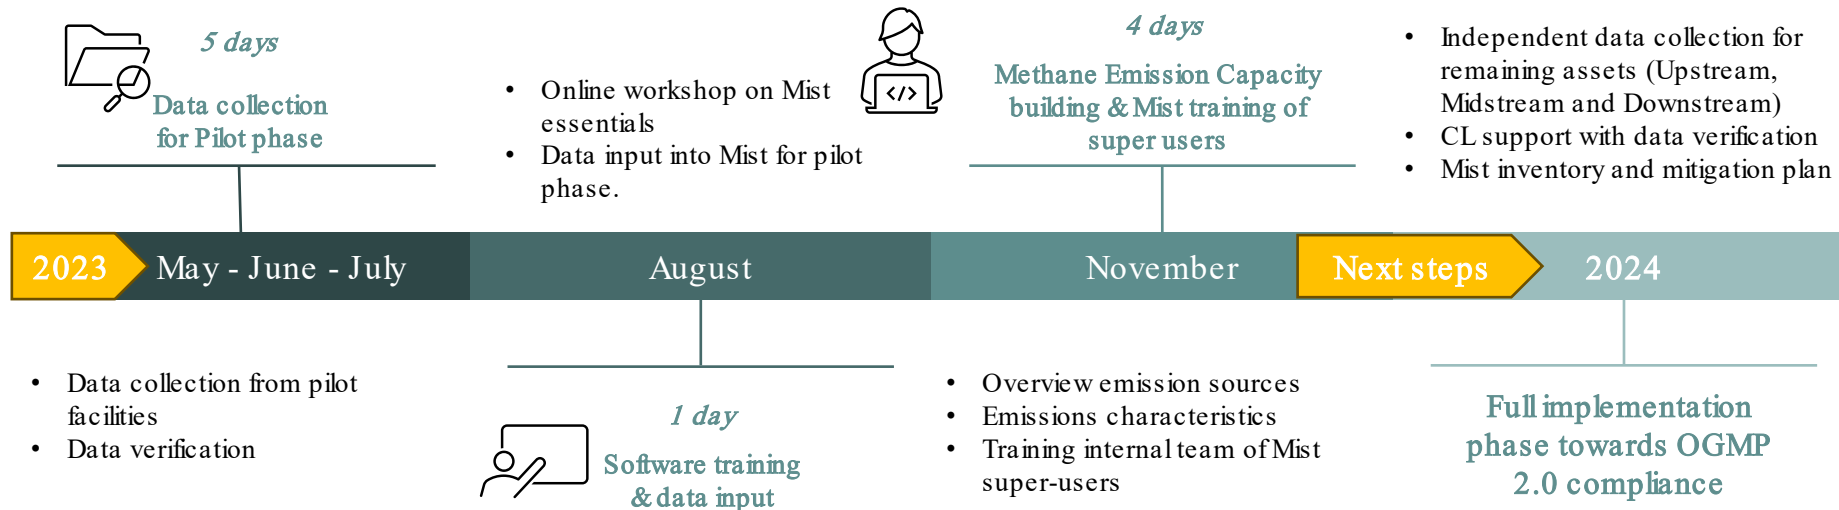 5 days
Data collection
for Pilot phase
• Online workshop on Mist
essentials
• Data input into Mist for pilot
phase.
</>
4 days
Methane Emission Capacity
building & Mist training of
super users
• Independent data collection for
remaining assets (Upstream,
Midstream and Downstream)
• CL support with data verification
• Mist inventory and mitigation plan
2023
May - June - July
August
November
Next steps
2024
• Data collection from pilot
facilities
• Data verification
1 day
Software training
& data input
• Overview emission sources
• Emissions characteristics
• Training internal team of Mist
super-users
Full implementation
phase towards OGMP
2.0 compliance